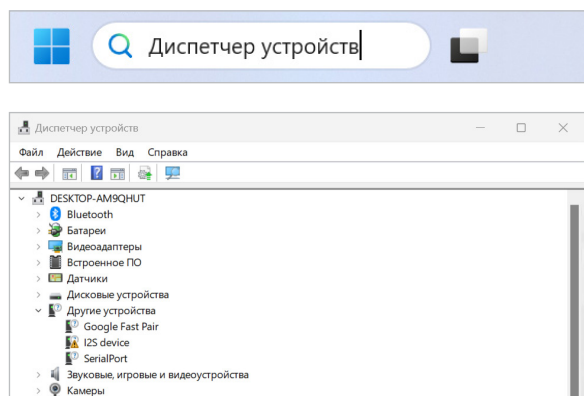 Диспетчер устройств
Диспетчер устройств
Файл Действие Вид Справка
DESKTOP-AM9QHUT
Bluetooth
Батареи
Видеоадаптеры
Встроенное ПО
Датчики
Дисковые устройства
Другие устройства
Google Fast Pair
I2S device
SerialPort
Звуковые, игровые и видеоустройства
Камеры